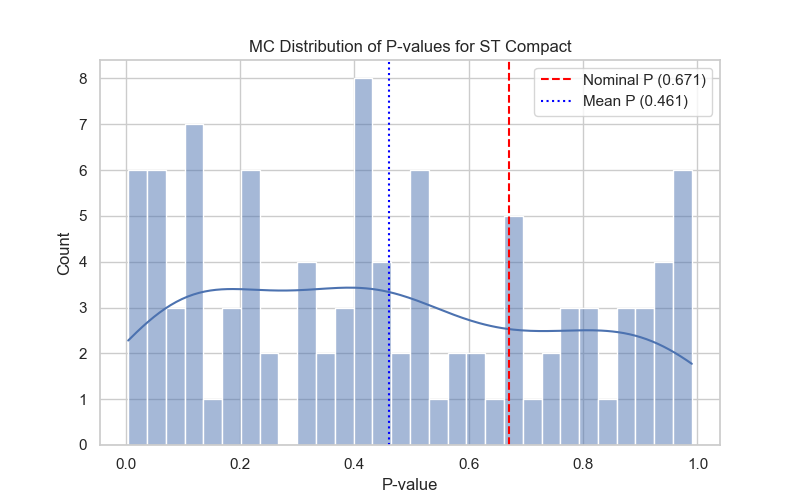 MC Distribution of P-values for ST Compact
Nominal P (0.671)
Mean P (0.461)
Count
8
7
6
5
4
3
2
1
0
0.0 0.2 0.4 0.6 0.8 1.0
P-value